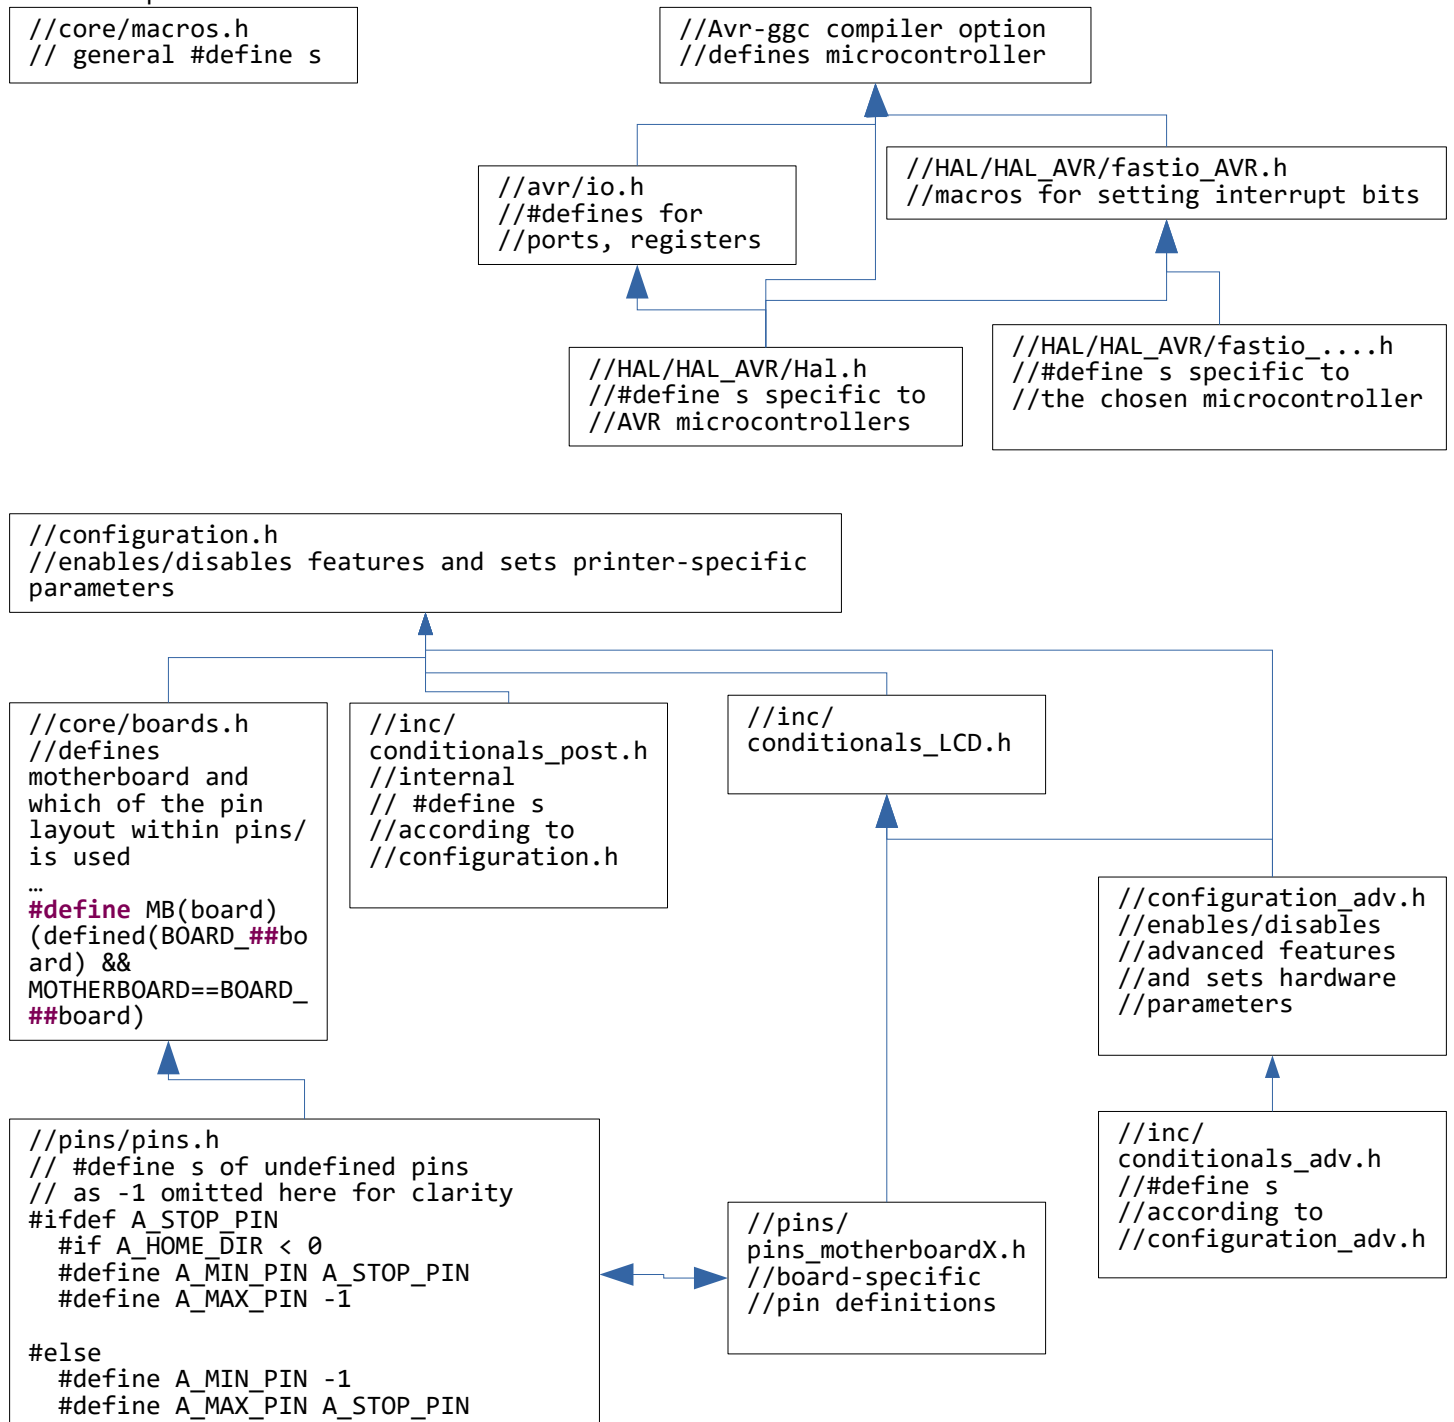 //core/macros.h
// general #define s
//Avr-ggc compiler option
//defines microcontroller
//avr/io.h
//#defines for
//ports, registers
//HAL/HAL_AVR/fastio_AVR.h
//macros for setting interrupt bits
//HAL/HAL_AVR/Hal.h
//#define s specific to
//AVR microcontrollers
//HAL/HAL_AVR/fastio_....h
//#define s specific to
//the chosen microcontroller
//configuration.h
//enables/disables features and sets printer-specific
parameters
//core/boards.h
//defines
motherboard and
which of the pin
layout within pins/
is used
…
#define MB(board)
(defined(BOARD_##bo
ard) &&
MOTHERBOARD==BOARD_
##board)
//inc/
conditionals_post.h
//internal
// #define s
//according to
//configuration.h
//inc/
conditionals_LCD.h
//configuration_adv.h
//enables/disables
//advanced features
//and sets hardware
//parameters
//pins/pins.h
// #define s of undefined pins
// as -1 omitted here for clarity
#ifdef A_STOP_PIN
  #if A_HOME_DIR < 0
  #define A_MIN_PIN A_STOP_PIN
  #define A_MAX_PIN -1
#else
  #define A_MIN_PIN -1
  #define A_MAX_PIN A_STOP_PIN
//pins/
pins_motherboardX.h
//board-specific
//pin definitions
//inc/
conditionals_adv.h
//#define s
//according to
//configuration_adv.h